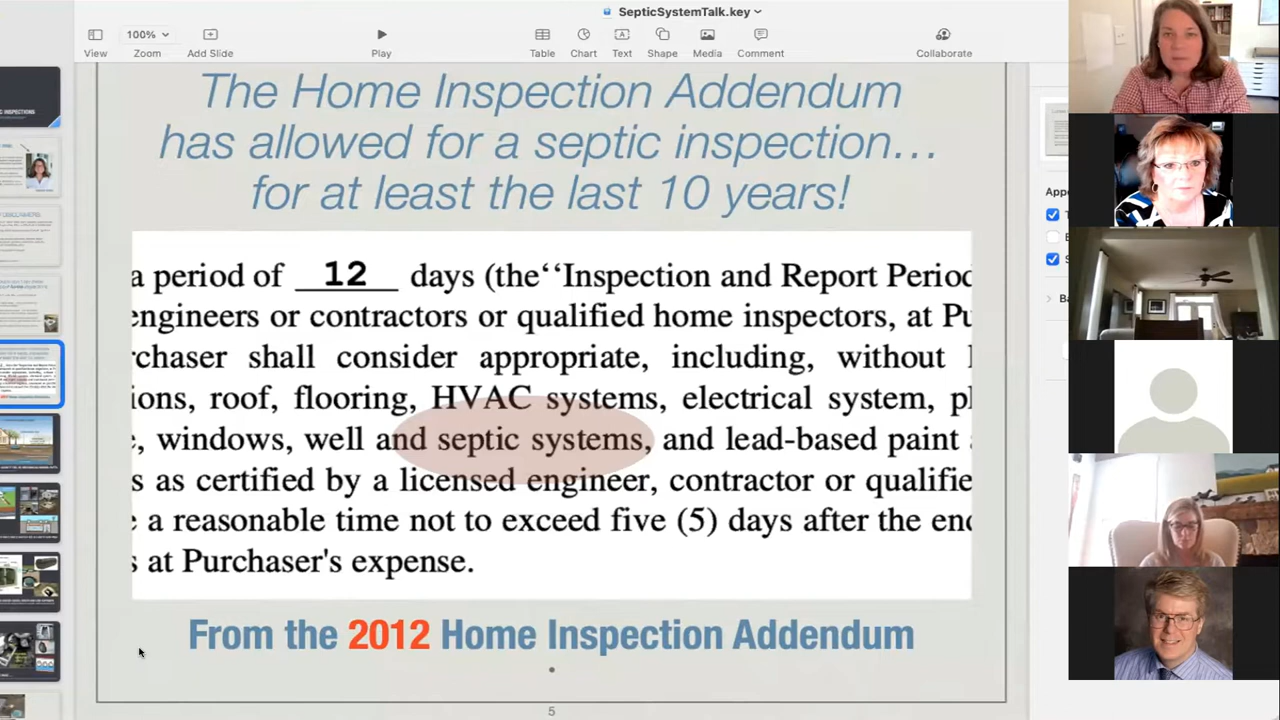 SepticSystemTalk.key
View
100%
Zoom
Add Slide
Play
Table
Chart
Text
Shape
Media
Comment
Collaborate
The Home Inspection Addendum
has allowed for a septic inspection…
for at least the last 10 years!
a period of 12 days (the‘‘Inspection and Report Period
engineers or contractors or qualified home inspectors, at Pu
rchaser shall consider appropriate, including, without
ions, roof, flooring, HVAC systems, electrical system, pl
, windows, well and septic systems, and lead-based paint
s as certified by a licensed engineer, contractor or qualifie
a reasonable time not to exceed five (5) days after the end
s at Purchaser's expense.
From the 2012 Home Inspection Addendum
5